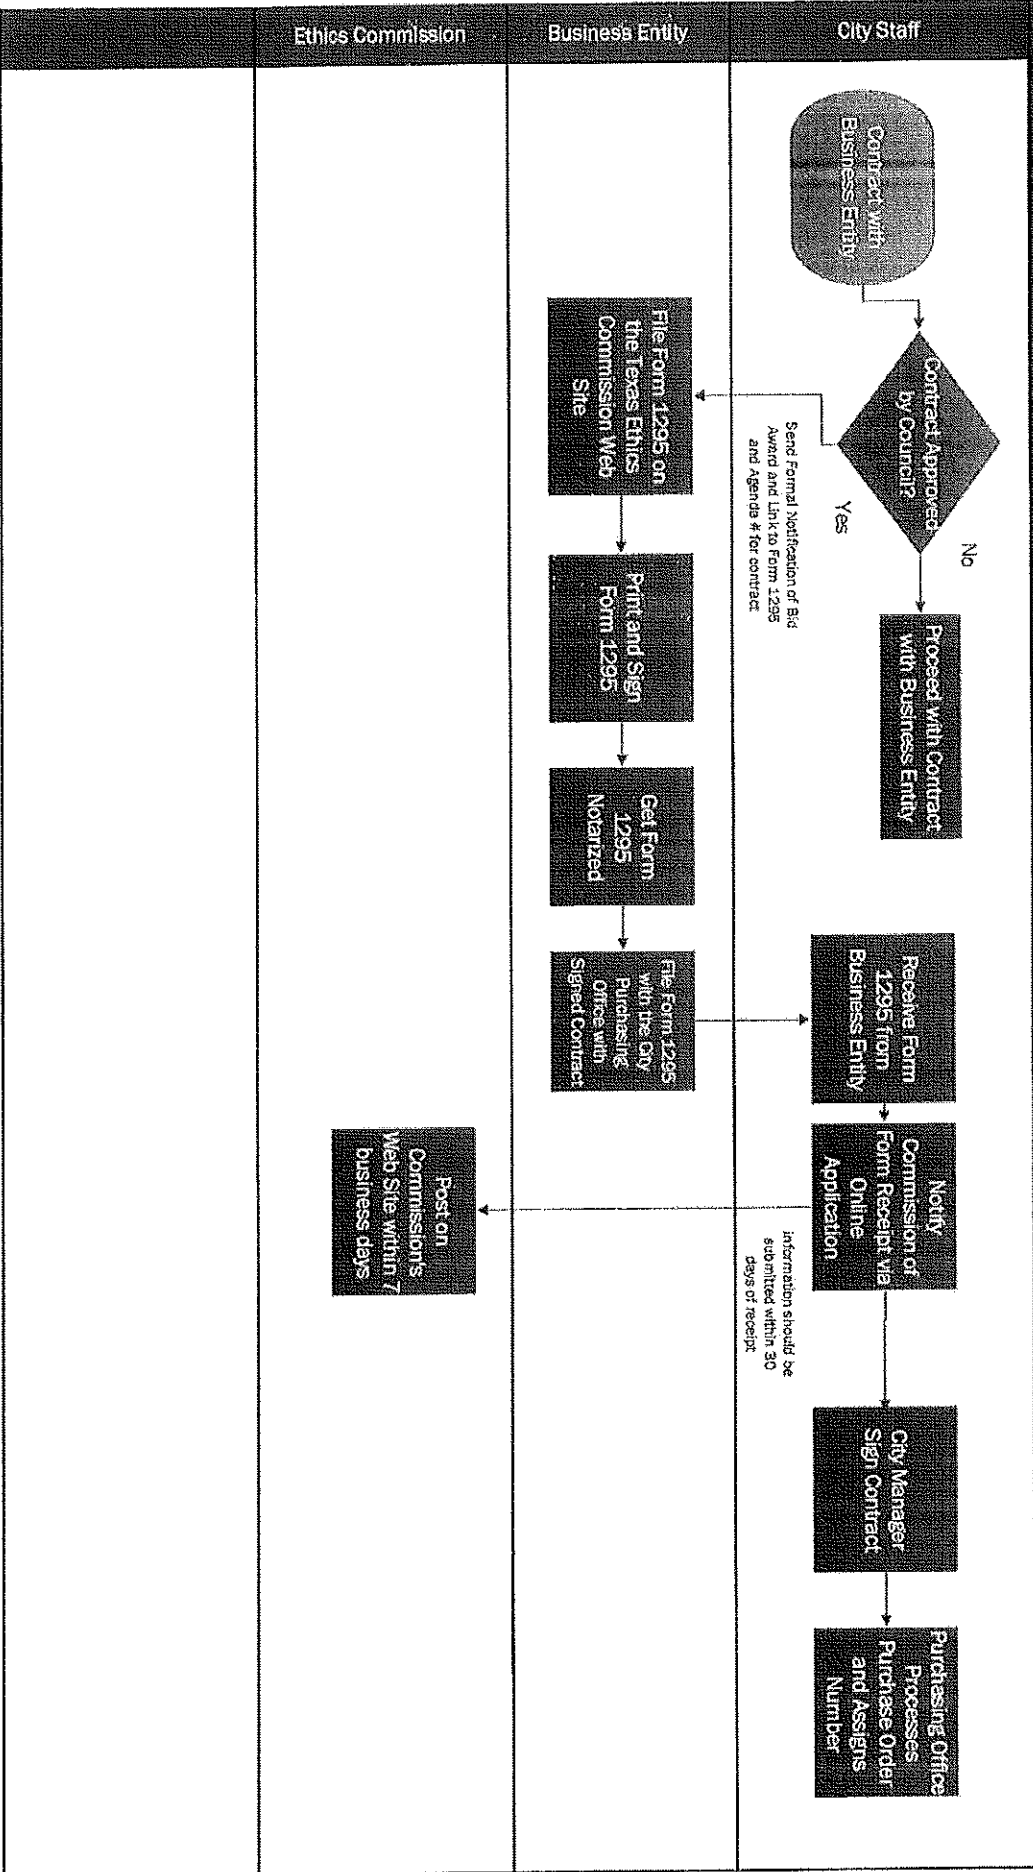 City Staff
Contract with
Business Entity
Contract Approved
by Council?
No
Yes
Proceed with Contract
with Business Entity
Send Formal Notification of Bid
Award and Link to Form 1295
and Agenda # for contract
Receive Form
1295 from
Business Entity
Notify
Commission of
Form Receipt Via
Online
Application
information should be
submitted within 30
days of receipt
City Manager
Sign Contract
Purchasing Office
Processes
Purchase Order
and Assigns
Number
Business Entity
File Form 1295 on
the Texas Ethics
Commission Web
Site
Print and Sign
Form 1295
Get Form
1295
Notarized
File Form 1295
with the City
Purchasing
Office with
Signed Contract
Ethics Commission
Post on
Commission's
Web Site within 7
business days